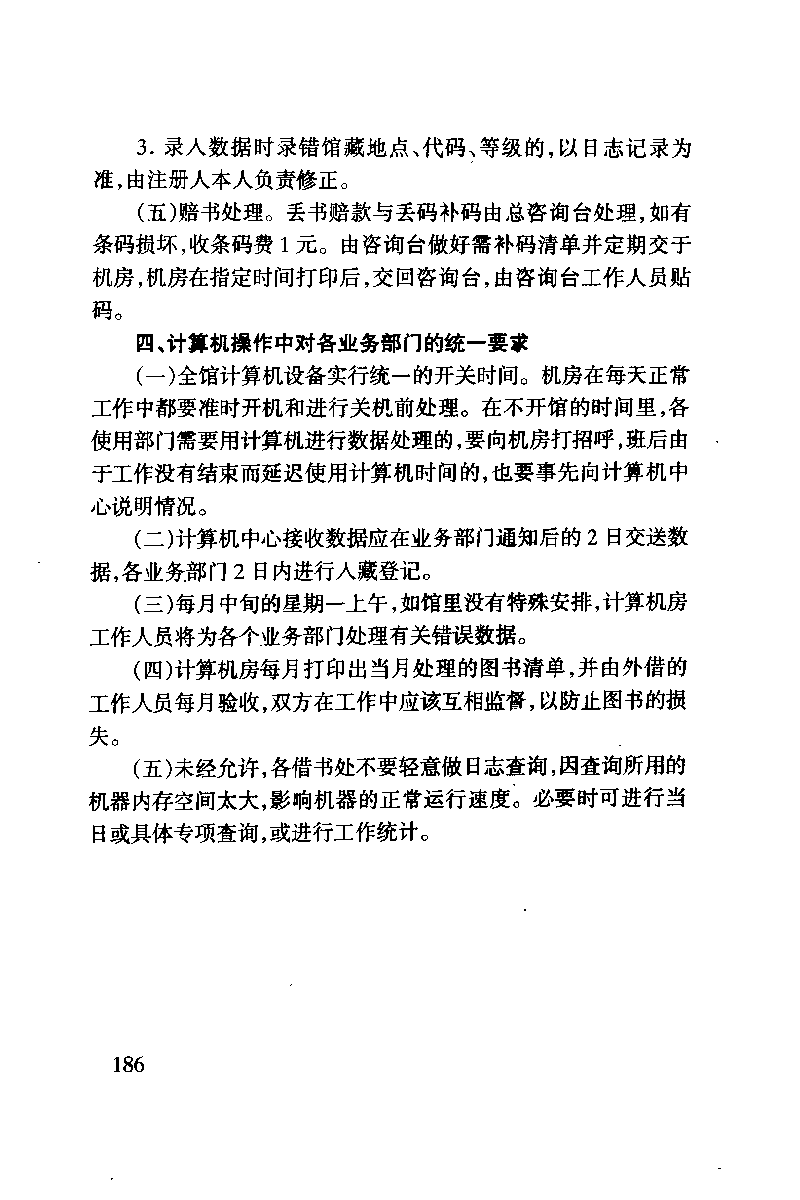 3. 录入数据时录错馆藏地点、代码、等级的,以日志记录为
准,由注册人本人负责修正。
(五)赔书处理。丢书赔款与丢码补码由总咨询台处理,如有
条码损坏,收条码费1元。由咨询台做好需补码清单并定期交于
机房,机房在指定时间打印后,交回咨询台,由咨询台工作人员贴
码。
四、计算机操作中对各业务部门的统一要求
(一)全馆计算机设备实行统一的开关时间。机房在每天正常
工作中都要准时开机和进行关机前处理。在不开馆的时间里,各
使用部门需要用计算机进行数据处理的,要向机房打招呼,班后由
于工作没有结束而延迟使用计算机时间的,也要事先向计算机中
心说明情况。
(二)计算机中心接收数据应在业务部门通知后的2日交送数
据,各业务部门2日内进行入藏登记。
(三)每月中旬的星期一上午,如馆里没有特殊安排,计算机房
工作人员将为各个业务部门处理有关错误数据。
(四)计算机房每月打印出当月处理的图书清单,并由外借的
工作人员每月验收,双方在工作中应该互相监督,以防止图书的损
失。
(五)未经允许,各借书处不要轻意做日志查询,因查询所用的
机器内存空间太大,影响机器的正常运行速度。必要时可进行当
日或具体专项查询,或进行工作统计。
186